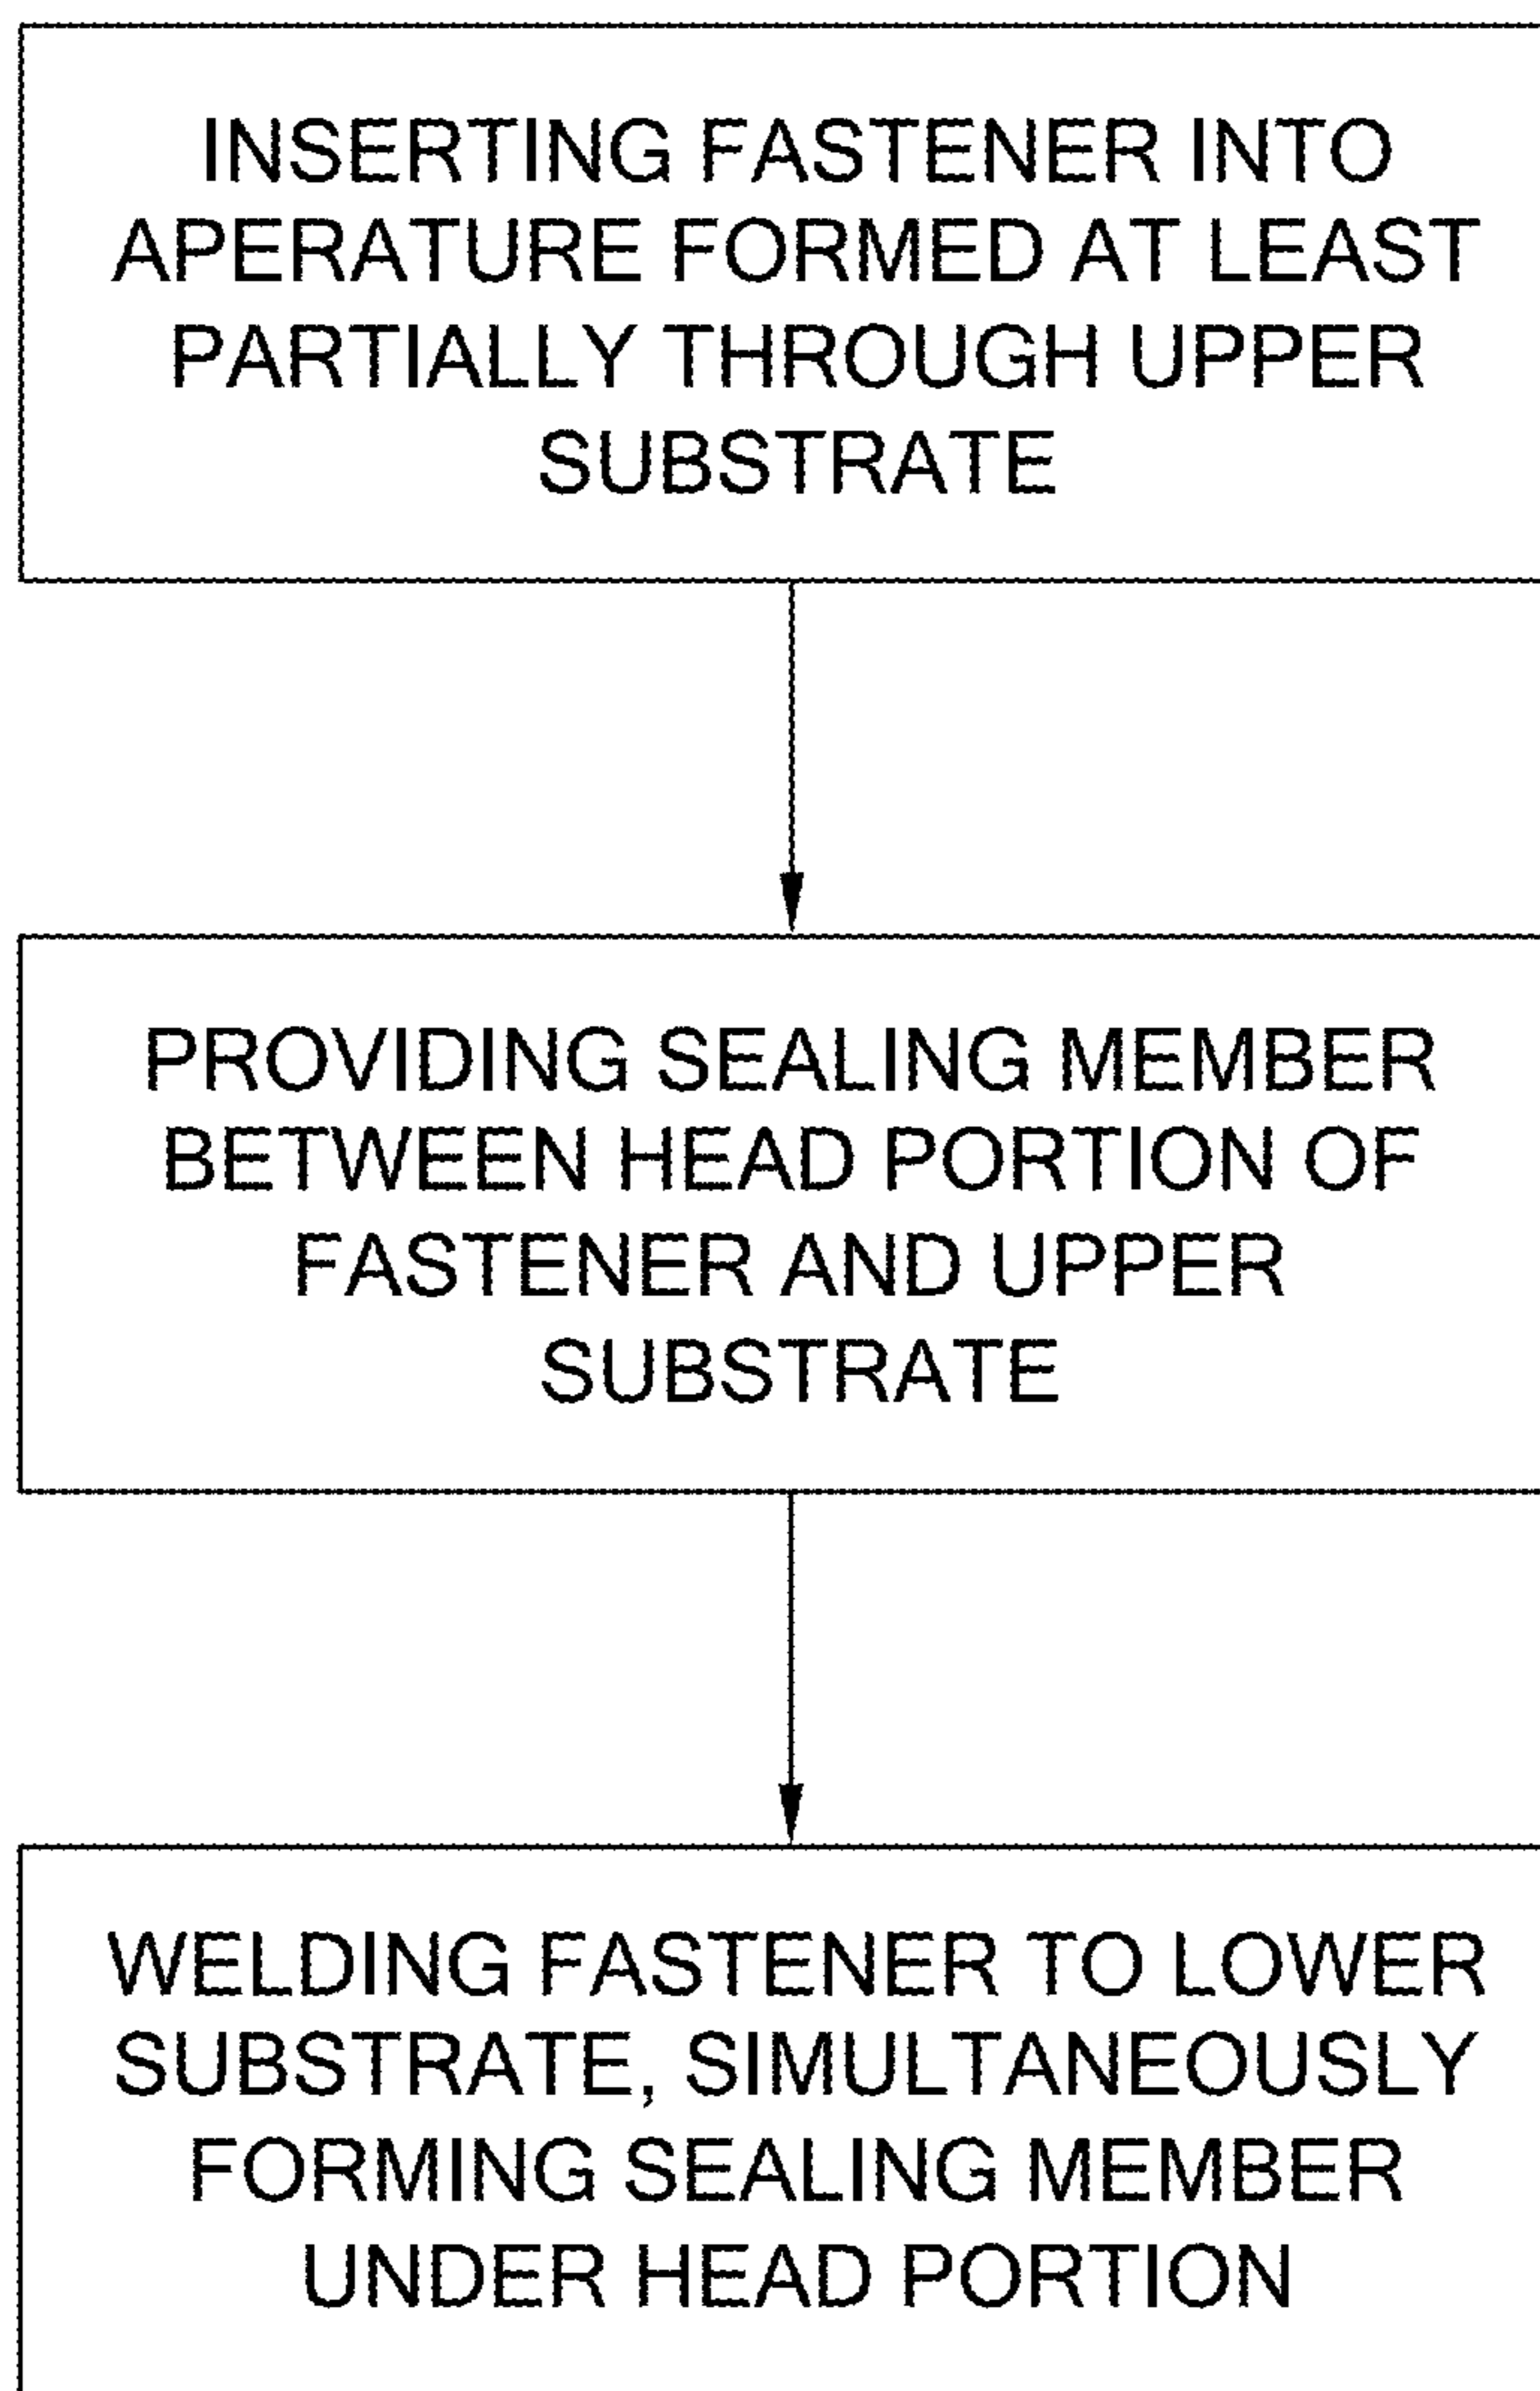 INSERTING FASTENER INTO
APERATURE FORMED AT LEAST
PARTIALLY THROUGH UPPER
SUBSTRATE
PROVIDING SEALING MEMBER
BETWEEN HEAD PORTION OF
FASTENER AND UPPER
SUBSTRATE
WELDING FASTENER TO LOWER
SUBSTRATE, SIMULTANEOUSLY
FORMING SEALING MEMBER
UNDER HEAD PORTION